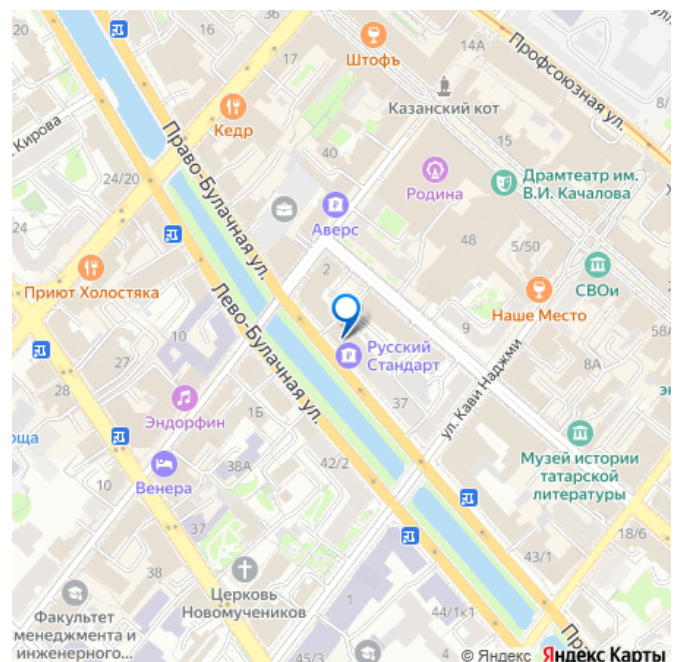 20
16
Штофъ
14А
Профсоюзная ул.
36
17
8/
Казанский кот
Кирова
Кедр
15
Право-Булачная ул.
40
Драмтеатр им.
В.И. Качалова
24/20
Родина
24
Аверс
48
5/50
2
СВОи
Приют Холостяка
Наше Место
Лево-Булачная ул.
10
9
58А
Русский
Стандарт
27
8А
ул. Кави Наджми
37
Эндорфин
1Б
Музей истории
татарской
литературы
оща
42/2
38А
Венера
10
37
18/6
43/1
38
Церковь
Новомучеников
1
44/1к1
Факультет
менеджмента и
инженерного...
45/3
4
© Яндекс Яндекс Карты